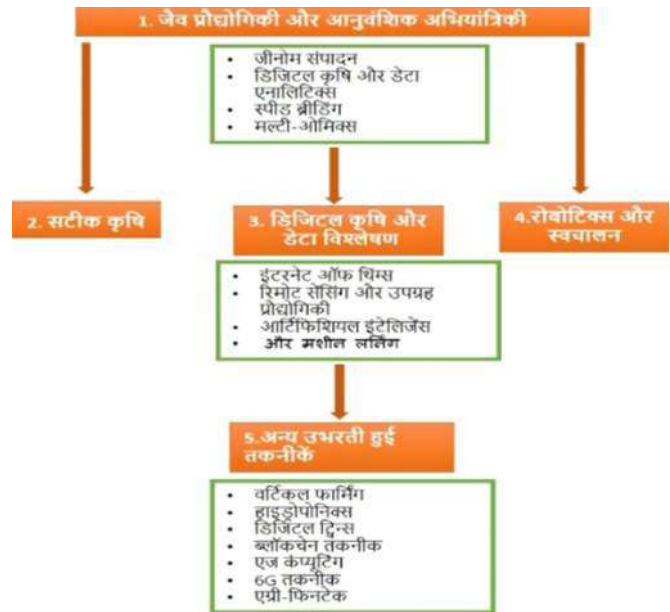 1. जैव प्रौद्योगिकी और आनुवंशिक अभियांत्रिकी
• जीनोम संपादन
• डिजिटल कृषि और डेटा
एनालिटिक्स
• स्पीड ब्रीडिंग
• मल्टी-ओमिक्स
2. सटीक कृषि
3. डिजिटल कृषि और
डेटा विश्लेषण
4.रोबोटिक्स और
स्वचालन
• इंटरनेट ऑफ थिंग्स
• रिमोट सेंसिंग और उपग्रह
प्रौद्योगिकी
• आर्टिफिशियल इंटेलिजेंस
• और मशीन लर्निंग
5.अन्य उभरती हुई
तकनीकें
• वर्टिकल फार्मिंग
• हाइड्रोपोनिक्स
• डिजिटल ट्विन्स
• ब्लॉकचेन तकनीक
• एज कंप्यूटिंग
• 6G तकनीक
• एग्री-फिनटेक